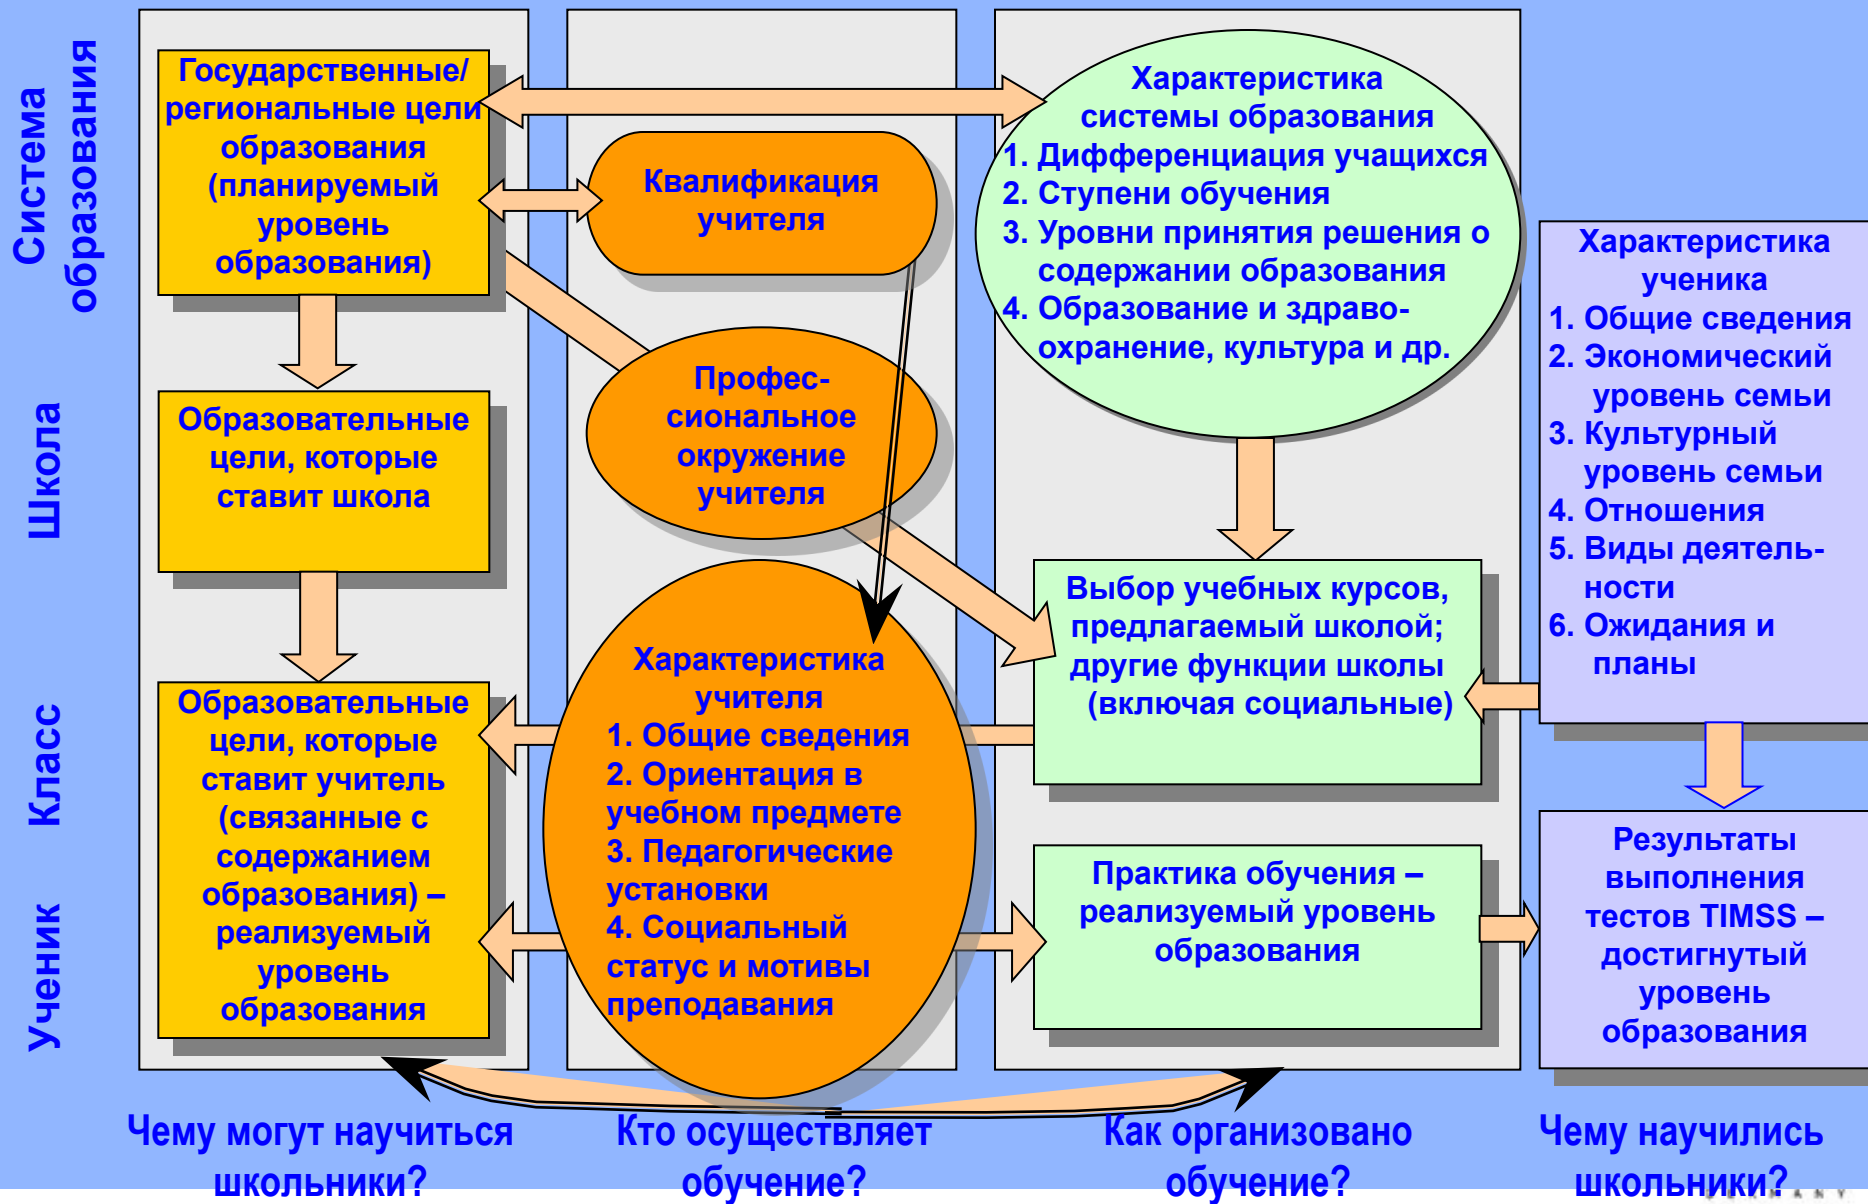 Система
образования
Школа
Класс
Ученик
Государственные/
региональные цели
образования
(планируемый
уровень
образования)
Образовательные
цели, которые
ставит школа
Образовательные
цели, которые
ставит учитель
(связанные с
содержанием
образования) –
реализуемый
уровень
образования
Квалификация
учителя
Профес-
сиональное
окружение
учителя
Характеристика
учителя
1. Общие сведения
2. Ориентация в
учебном предмете
3. Педагогические
установки
4. Социальный
статус и мотивы
преподавания
Характеристика
системы образования
1. Дифференциация учащихся
2. Ступени обучения
3. Уровни принятия решения о
содержании образования
4. Образование и здраво-
охранение, культура и др.
Выбор учебных курсов,
предлагаемый школой;
другие функции школы
(включая социальные)
Практика обучения –
реализуемый уровень
образования
Характеристика
ученика
1. Общие сведения
2. Экономический
уровень семьи
3. Культурный
уровень семьи
4. Отношения
5. Виды деятель-
ности
6. Ожидания и
планы
Результаты
выполнения
тестов TIMSS –
достигнутый
уровень
образования
Чему могут научиться
школьники?
Кто осуществляет
обучение?
Как организовано
обучение?
Чему научились
школьники?